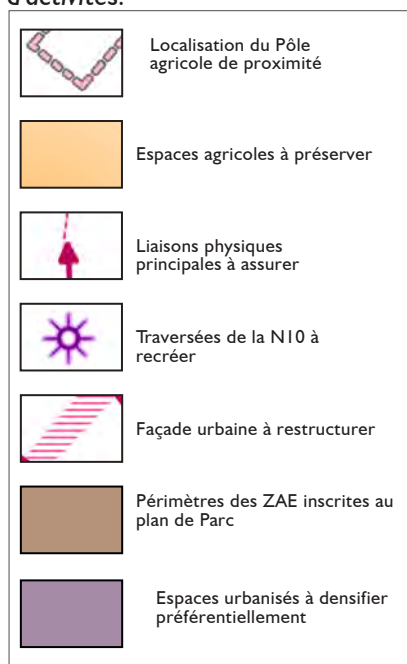 d'activités.
Localisation du Pôle
agricole de proximité
Espaces agricoles à préserver
Liaisons physiques
principales à assurer
Traversées de la N10 à
recréer
Façade urbaine à restructurer
Périmètres des ZAE inscrites au
plan de Parc
Espaces urbanisés à densifier
préférentiellement